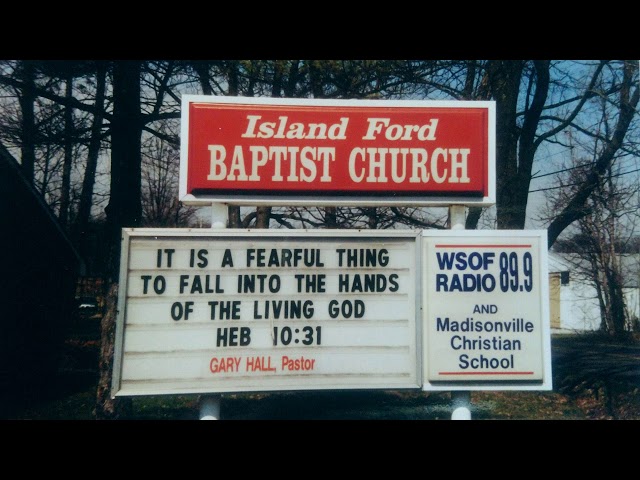 Island Ford
BAPTIST CHURCH
IT IS A FEARFUL THING
TO FALL INTO THE HANDS
OF THE LIVING GOD
HEB 10:31
GARY HALL, Pastor
WSOF 89.9
RADIO
AND
Madisonville
Christian
School